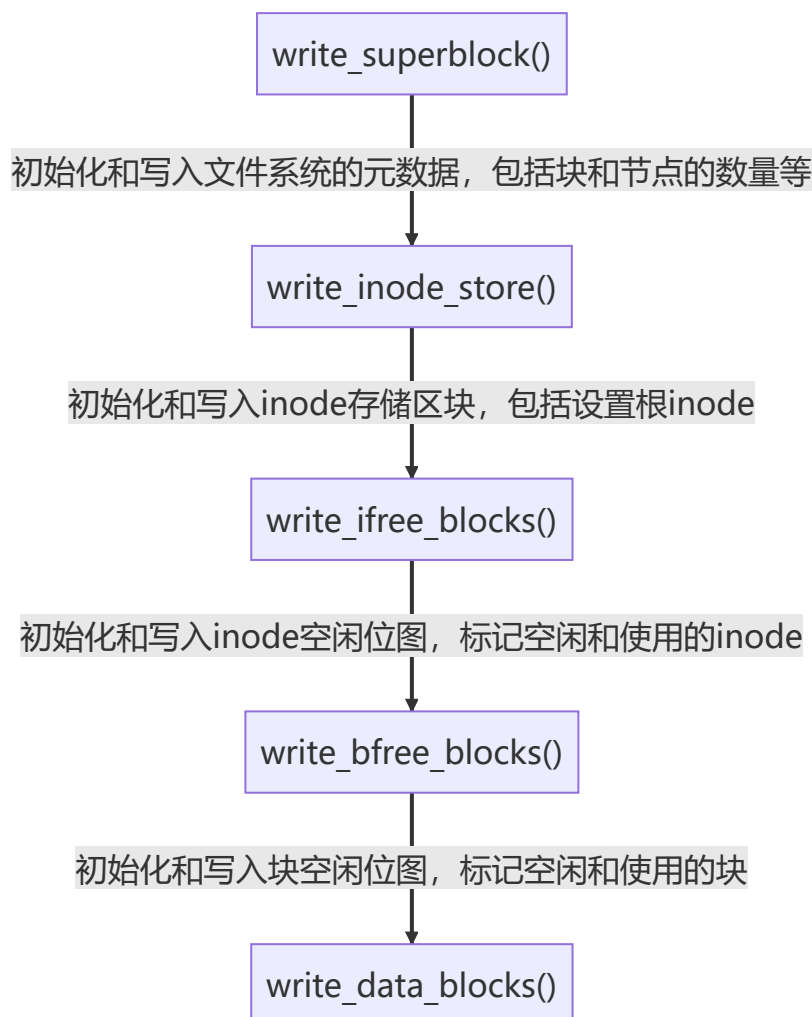 write_superblock()
初始化和写入文件系统的元数据，包括块和节点的数量等
write_inode_store()
初始化和写入inode存储区块，包括设置根inode
write_ifree_blocks()
初始化和写入inode空闲位图，标记空闲和使用的inode
write_bfree_blocks()
初始化和写入块空闲位图，标记空闲和使用的块
write_data_blocks()